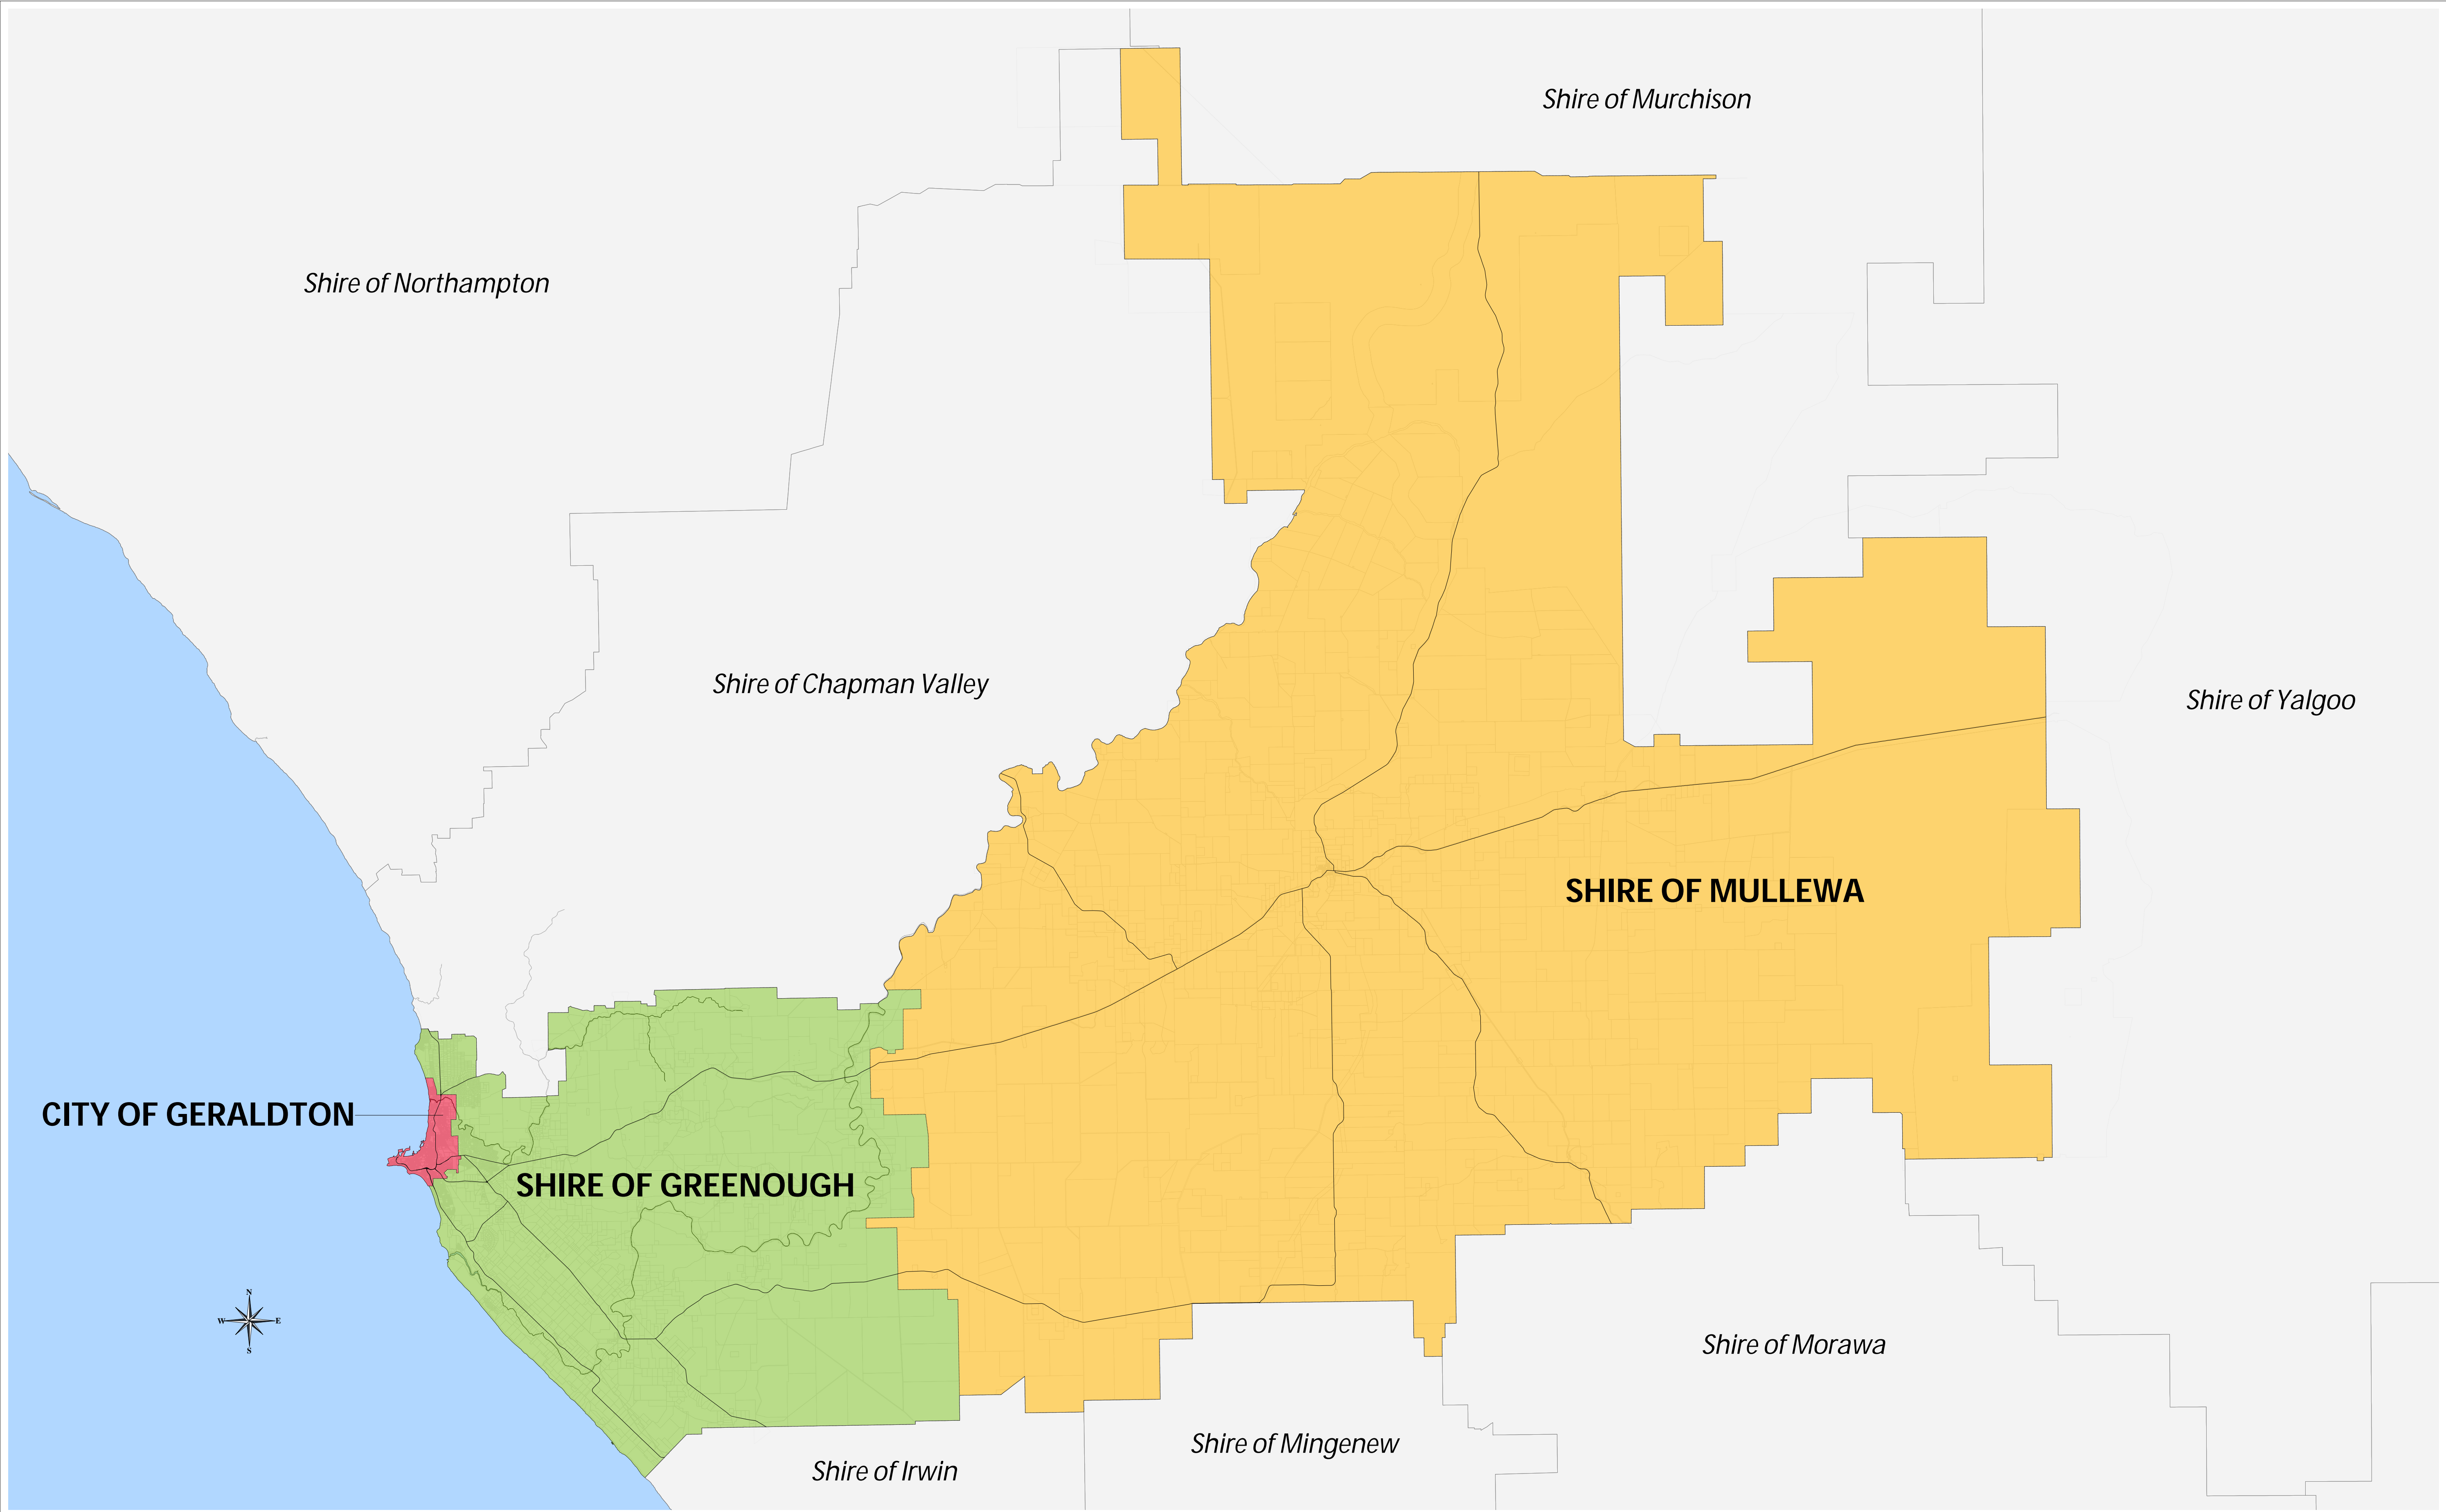 Shire of Murchison
Shire of Northampton
Shire of Chapman Valley
Shire of Yalgoo
SHIRE OF MULLEWA
CITY OF GERALDTON
SHIRE OF GREENOUGH
N
W E
S
Shire of Morawa
Shire of Mingenew
Shire of Irwin